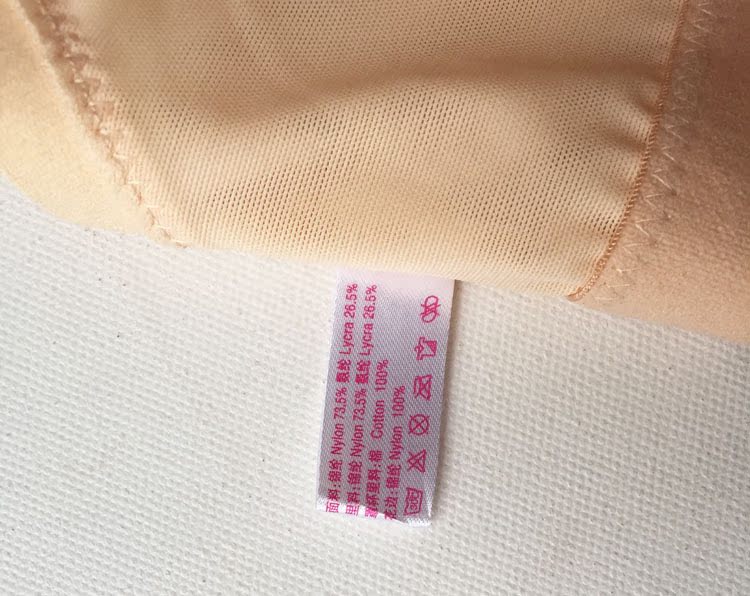 面料:锦纶 Nylon 73.5% 氨纶 Lycra 26.5%
里料:锦纶 Nylon 73.5% 氨纶 Lycra 26.5%
罩杯里料:棉 Cotton 100%
花边:锦纶 Nylon 100%